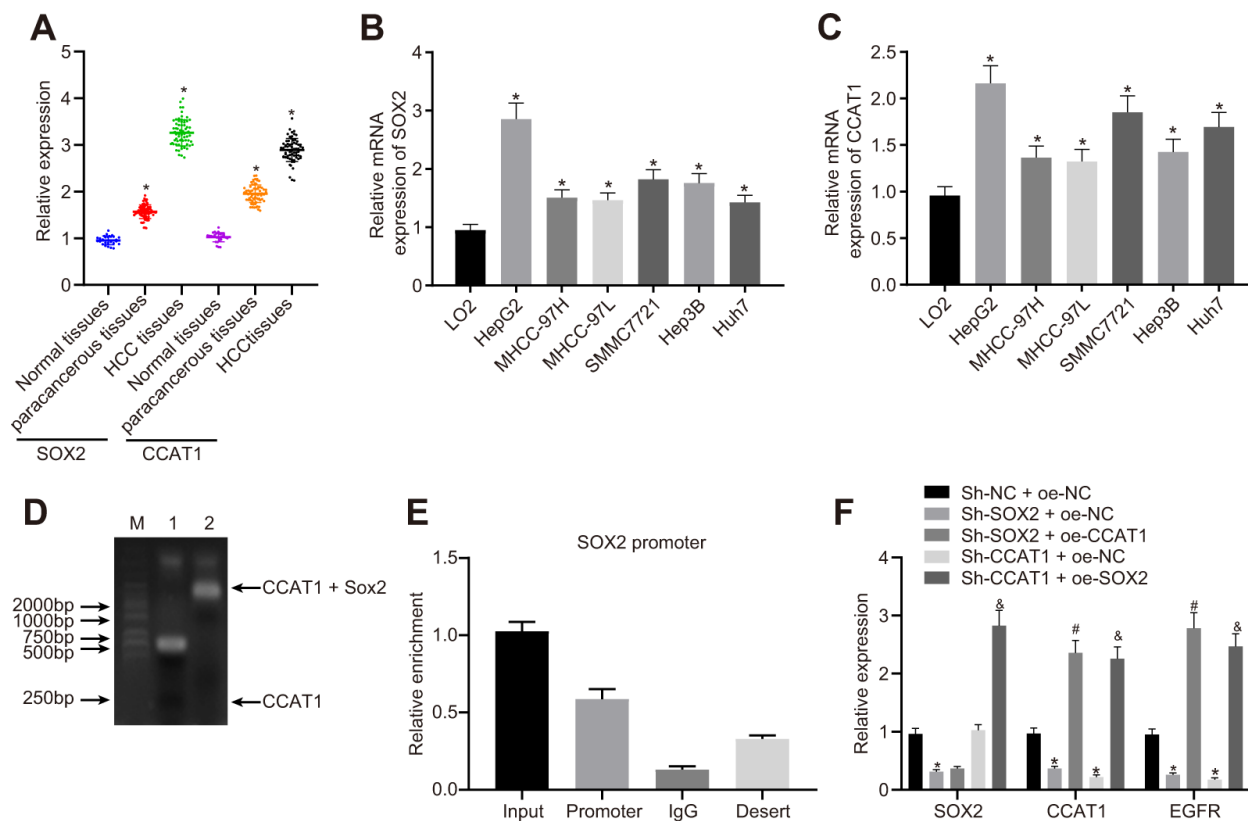 A
Relative expression
5
4
3
2
1
0
*
*
*
*
Normal tissues
paracancerous tissues
HCC tissues
Normal tissues
paracancerous tissues
HCCtissues
SOX2
CCAT1
B
Relative mRNA
expression of SOX2
4
3
2
1
0
*
*
*
*
*
*
LO2
HepG2
MHCC-97H
MHCC-97L
SMMC7721
Hep3B
Huh7
C
Relative mRNA
expression of CCAT1
2.5
2.0
1.5
1.0
0.5
0.0
*
*
*
*
*
*
LO2
HepG2
MHCC-97H
MHCC-97L
SMMC7721
Hep3B
Huh7
D
M 1 2
2000bp
1000bp
750bp
500bp
250bp
CCAT1 + Sox2
CCAT1
E
SOX2 promoter
Relative enrichment
1.5
1.0
0.5
0.0
Input
Promoter
IgG
Desert
F
Sh-NC + oe-NC
Sh-SOX2 + oe-NC
Sh-SOX2 + oe-CCAT1
Sh-CCAT1 + oe-NC
Sh-CCAT1 + oe-SOX2
Relative expression
4
3
2
1
0
*
&
*
#
*
&
*
#
*
&
SOX2
CCAT1
EGFR